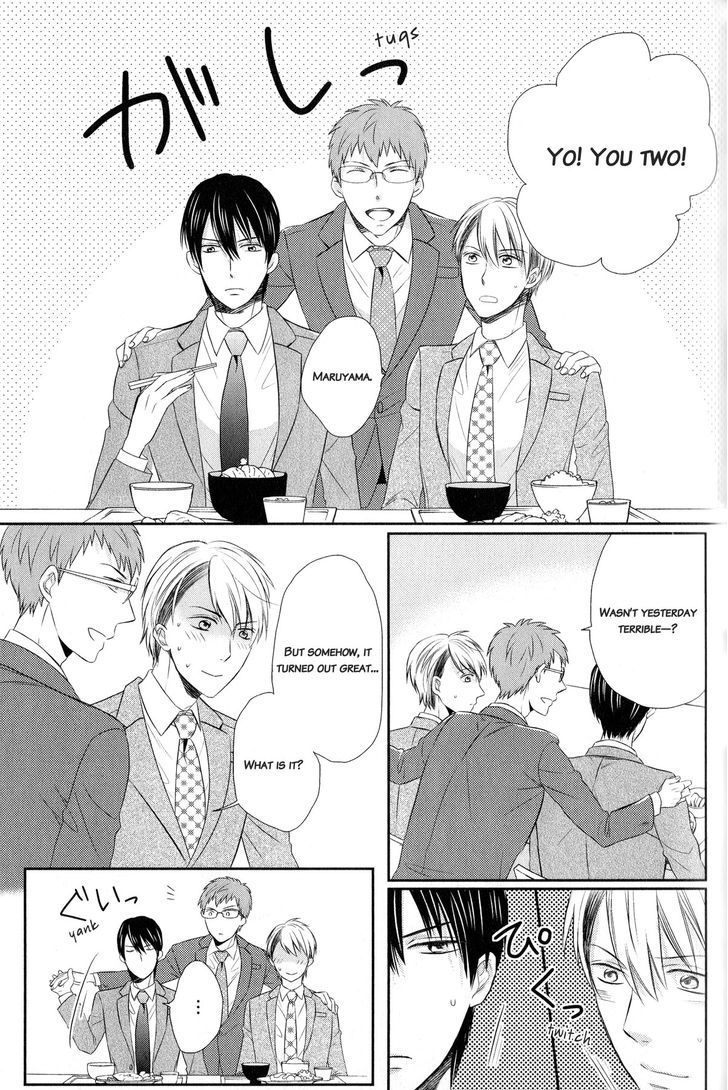 YO! YOU TWO!
がしっ
tugs
MARUYAMA.
WASN'T YESTERDAY
TERRIBLE—?
BUT SOMEHOW, IT
TURNED OUT GREAT...
WHAT IS IT?
ぴくっ
twitch
ぐいっ
yank
...